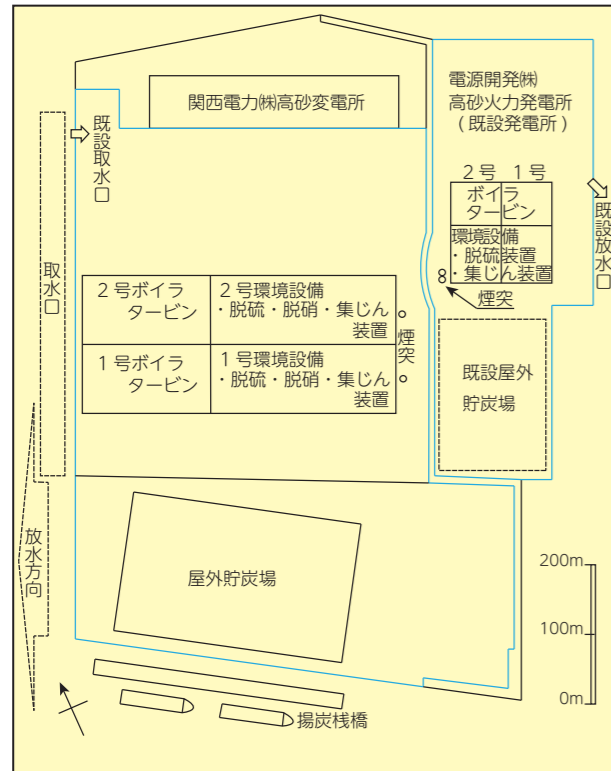 関西電力㈱高砂変電所
電源開発㈱
高砂火力発電所
（既設発電所）
既設取水口
2号 1号
ボイラ
タービン
環境設備
・脱硫装置
・集じん装置
煙突
既設放水口
取水口
2号ボイラ
タービン
2号環境設備
・脱硫・脱硝・集じん
装置
煙突
1号ボイラ
タービン
1号環境設備
・脱硫・脱硝・集じん
装置
既設屋外
貯炭場
放水方向
屋外貯炭場
200m
100m
0m
揚炭桟橋